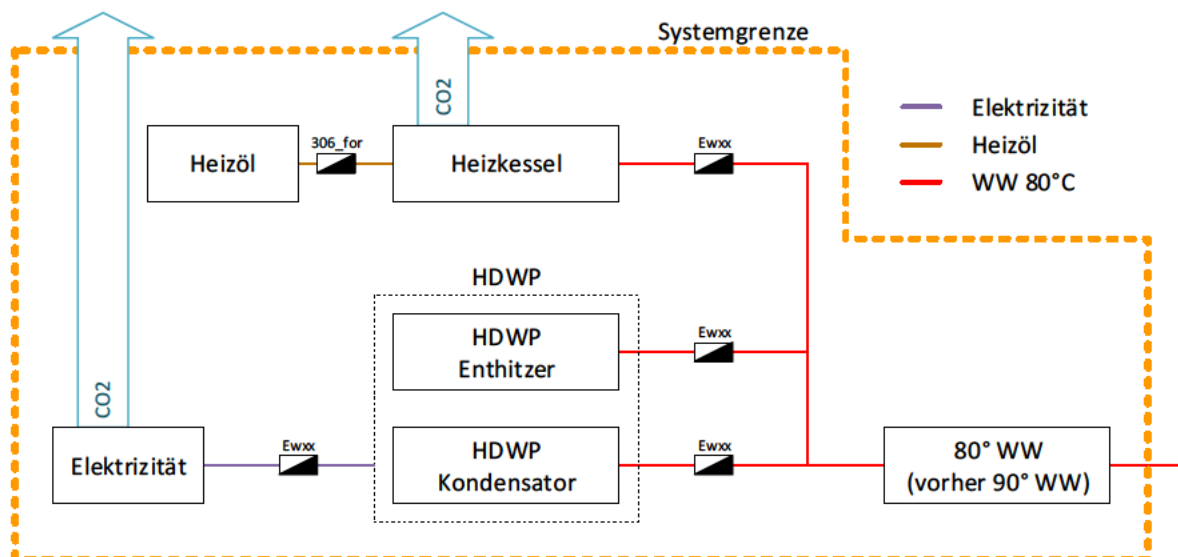 Systemgrenze
CO2
CO2
Elektrizität
Heizöl
WW 80°C
Heizöl
306_for
Heizkessel
Ewxx
HDWP
HDWP
Enthitzer
Ewxx
Elektrizität
Ewxx
HDWP
Kondensator
Ewxx
80° WW
(vorher 90° WW)